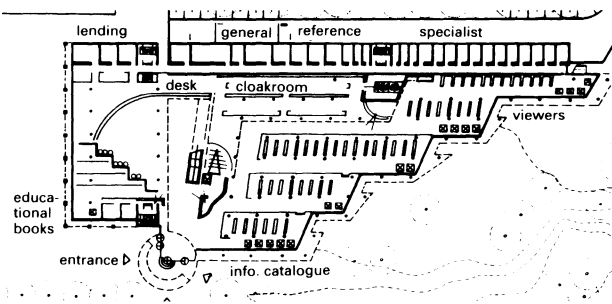 lending
general
reference
specialist
desk
cloakroom
viewers
educa-
tional
books
entrance
info. catalogue